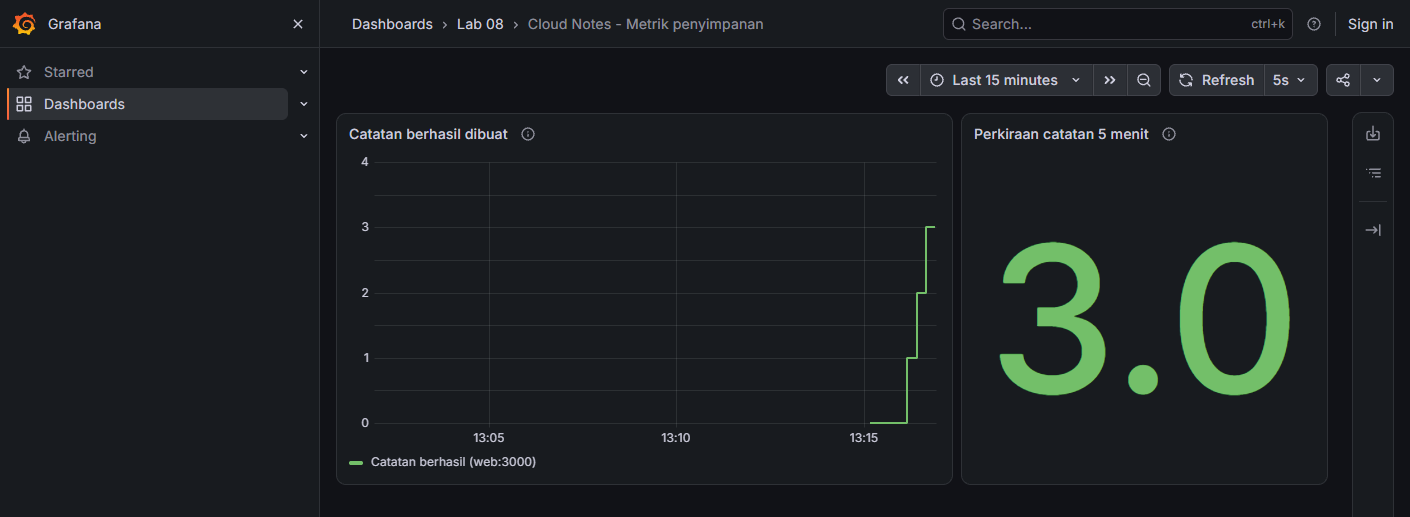 Grafana
Dashboards › Lab 08 › Cloud Notes - Metrik penyimpanan
Search... ctrl+k
Sign in
Starred
Dashboards
Alerting
Last 15 minutes
Refresh
5s
Catatan berhasil dibuat
4
3
2
1
0
13:05 13:10 13:15
Catatan berhasil (web:3000)
Perkiraan catatan 5 menit
3.0